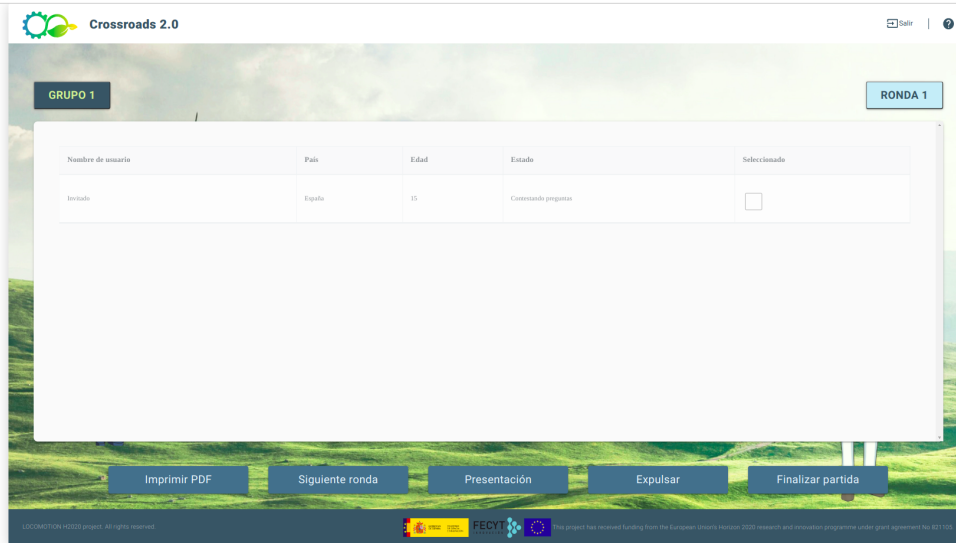 Crossroads 2.0
Salir
GRUPO 1
RONDA 1
Nombre de usuario País Edad Estado Seleccionado
Invitado España 15 Contestando preguntas
Imprimir PDF Siguiente ronda Presentación Expulsar Finalizar partida
LOCOMOTION H2020 project. All rights reserved.
FECYT
This project has received funding from the European Union's Horizon 2020 research and innovation programme under grant agreement No 821105.